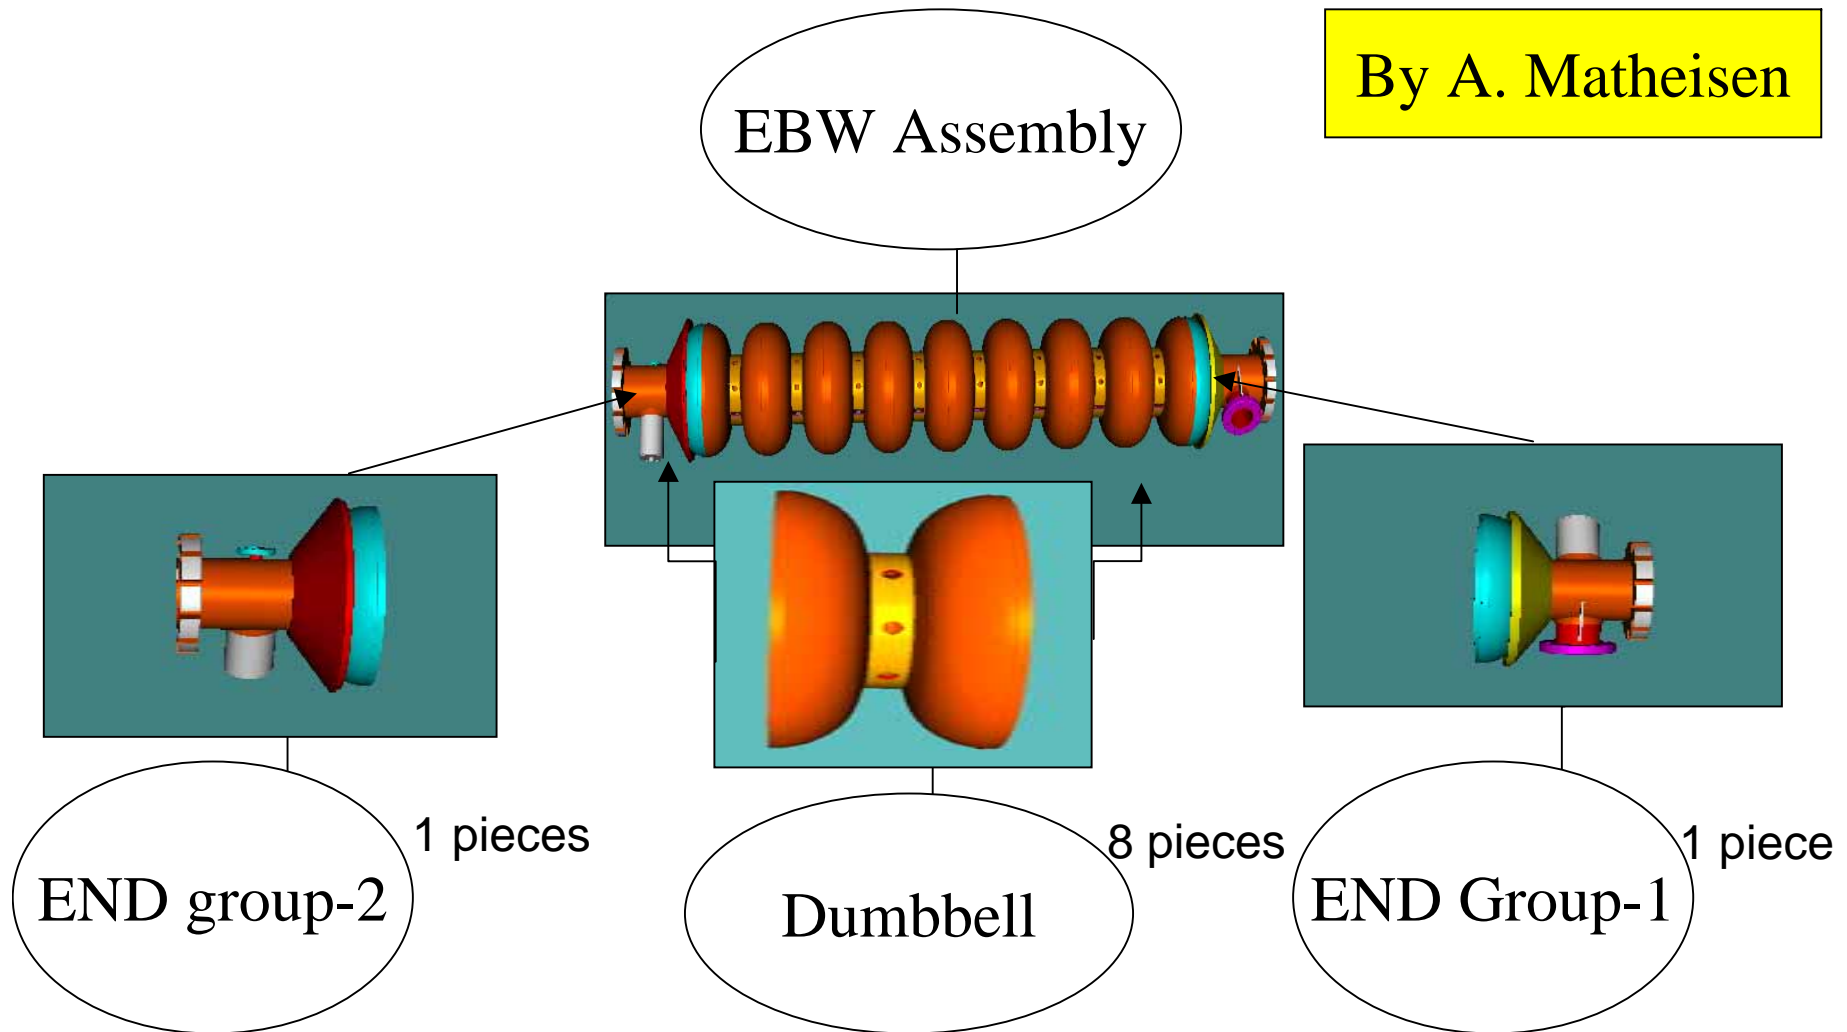 By A. Matheisen
EBW Assembly
1 pieces
END group-2
8 pieces
Dumbbell
1 piece
END Group-1